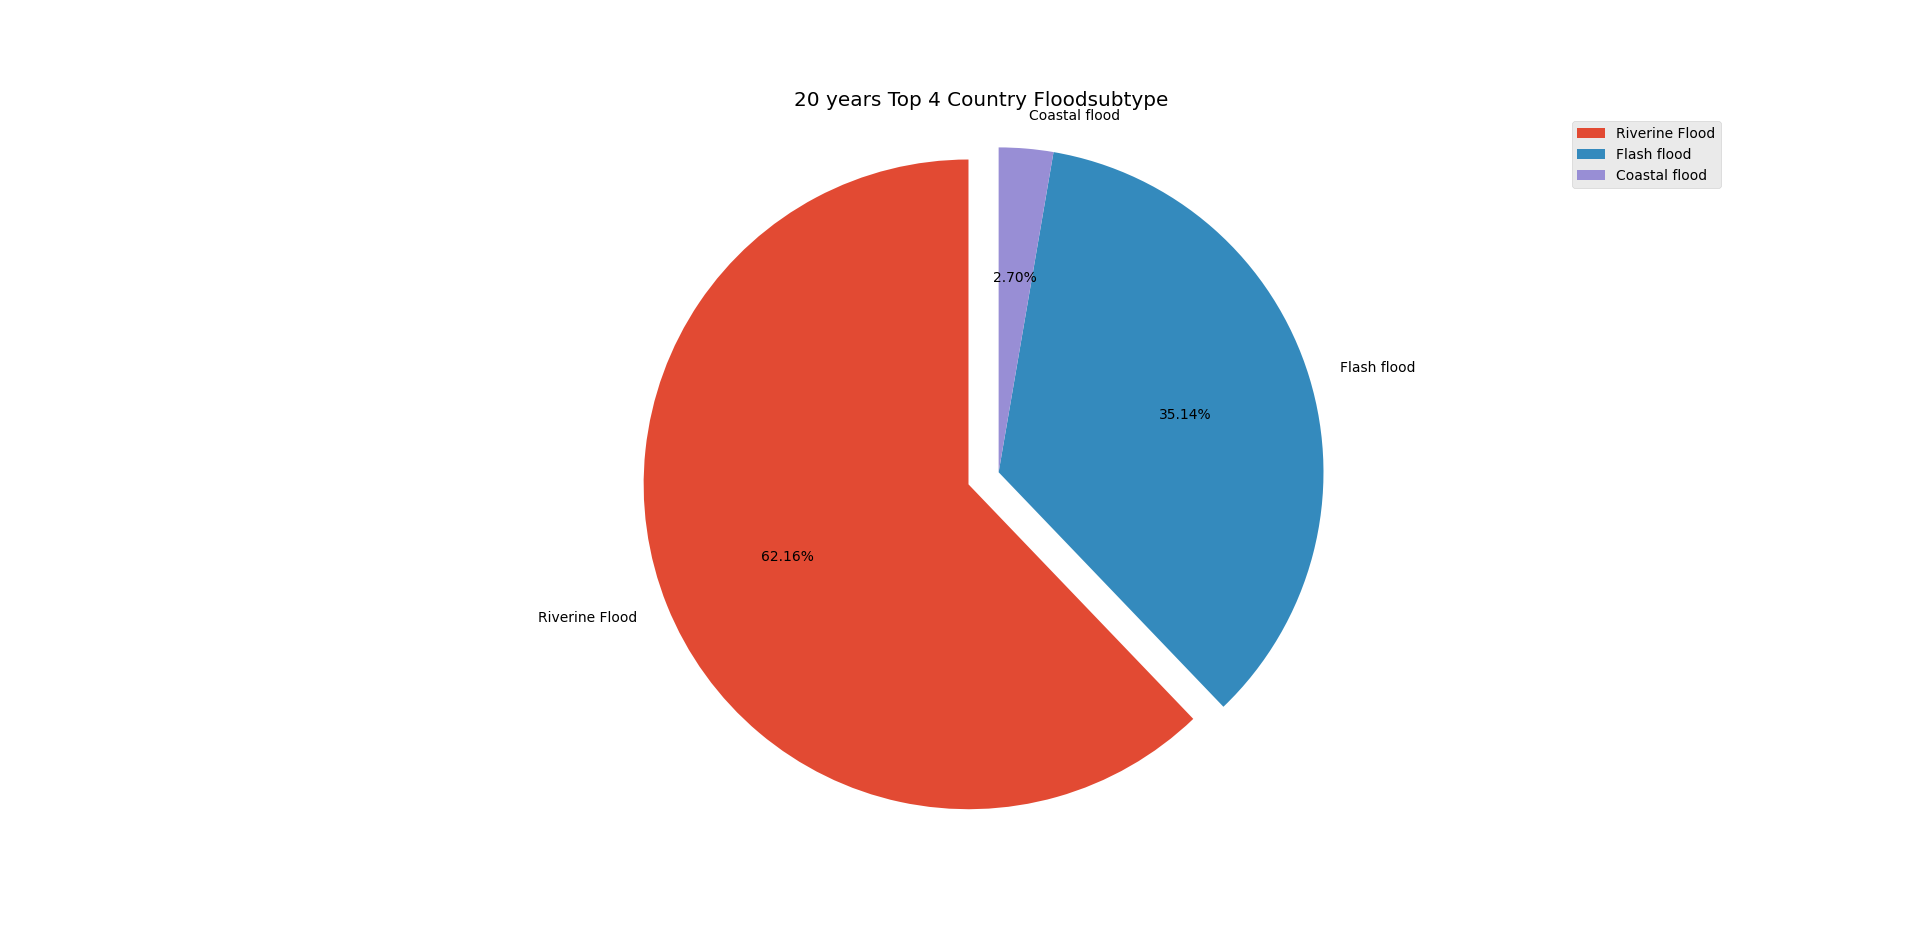 20 years Top 4 Country Floodsubtype
Coastal flood
Riverine Flood
Flash flood
Coastal flood
2.70%
Flash flood
35.14%
62.16%
Riverine Flood